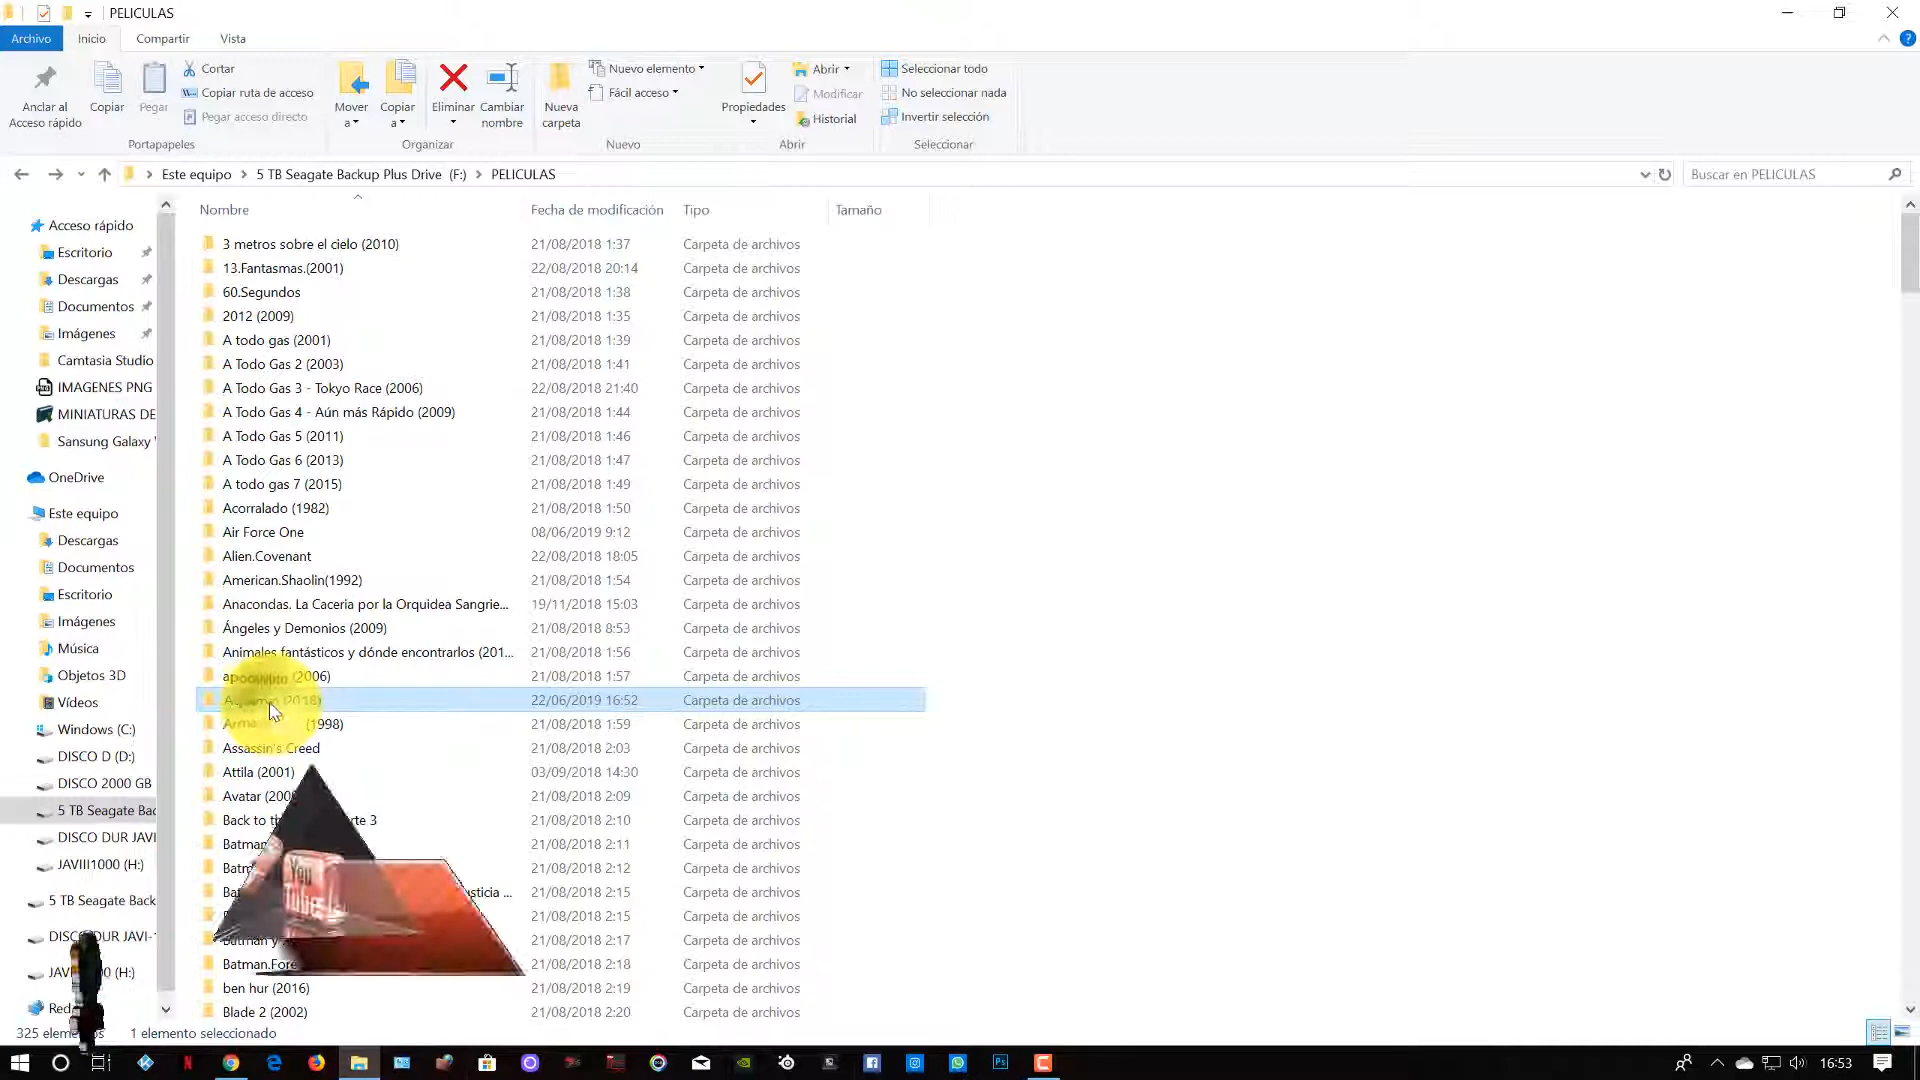 PELICULAS
Archivo
Inicio
Compartir
Vista
Anclar al
Acceso rápido
Copiar
Pegar
Cortar
Copiar ruta de acceso
Pegar acceso directo
Portapapeles
Mover
a
Copiar
a
Eliminar
Cambiar
nombre
Organizar
Nueva
carpeta
Nuevo elemento
Fácil acceso
Nuevo
Propiedades
Abrir
Modificar
Historial
Abrir
Seleccionar todo
No seleccionar nada
Invertir selección
Seleccionar
Este equipo > 5 TB Seagate Backup Plus Drive (F:) > PELICULAS
Buscar en PELICULAS
Acceso rápido
Escritorio
Descargas
Documentos
Imágenes
Camtasia Studio
IMAGENES PNG
MINIATURAS DE
Sansung Galaxy
OneDrive
Este equipo
Descargas
Documentos
Escritorio
Imágenes
Música
Objetos 3D
Vídeos
Windows (C:)
DISCO D (D:)
DISCO 2000 GB
5 TB Seagate Bac
DISCO DUR JAVI
JAVIII1000 (H:)
5 TB Seagate Back
DISC DUR JAVI-
(H:)
Red
Nombre Fecha de modificación Tipo Tamaño
3 metros sobre el cielo (2010) 21/08/2018 1:37 Carpeta de archivos
13.Fantasmas.(2001) 22/08/2018 20:14 Carpeta de archivos
60.Segundos 21/08/2018 1:38 Carpeta de archivos
2012 (2009) 21/08/2018 1:35 Carpeta de archivos
A todo gas (2001) 21/08/2018 1:39 Carpeta de archivos
A Todo Gas 2 (2003) 21/08/2018 1:41 Carpeta de archivos
A Todo Gas 3 - Tokyo Race (2006) 22/08/2018 21:40 Carpeta de archivos
A Todo Gas 4 - Aún más Rápido (2009) 21/08/2018 1:44 Carpeta de archivos
A Todo Gas 5 (2011) 21/08/2018 1:46 Carpeta de archivos
A Todo Gas 6 (2013) 21/08/2018 1:47 Carpeta de archivos
A todo gas 7 (2015) 21/08/2018 1:49 Carpeta de archivos
Acorralado (1982) 21/08/2018 1:50 Carpeta de archivos
Air Force One 08/06/2019 9:12 Carpeta de archivos
Alien.Covenant 22/08/2018 18:05 Carpeta de archivos
American.Shaolin(1992) 21/08/2018 1:54 Carpeta de archivos
Anacondas. La Caceria por la Orquidea Sangrie... 19/11/2018 15:03 Carpeta de archivos
Ángeles y Demonios (2009) 21/08/2018 8:53 Carpeta de archivos
Animales fantásticos y dónde encontrarlos (201... 21/08/2018 1:56 Carpeta de archivos
apocalypto (2006) 21/08/2018 1:57 Carpeta de archivos
Aquaman (2018) 22/06/2019 16:52 Carpeta de archivos
Arma (1998) 21/08/2018 1:59 Carpeta de archivos
Assassin's Creed 21/08/2018 2:03 Carpeta de archivos
Attila (2001) 03/09/2018 14:30 Carpeta de archivos
Avatar (200 21/08/2018 2:09 Carpeta de archivos
Back to th rte 3 21/08/2018 2:10 Carpeta de archivos
Batman 21/08/2018 2:11 Carpeta de archivos
Batm 21/08/2018 2:12 Carpeta de archivos
Bat usticia ... 21/08/2018 2:15 Carpeta de archivos
21/08/2018 2:15 Carpeta de archivos
Batman y 21/08/2018 2:17 Carpeta de archivos
Batman.Fore 21/08/2018 2:18 Carpeta de archivos
ben hur (2016) 21/08/2018 2:19 Carpeta de archivos
Blade 2 (2002) 21/08/2018 2:20 Carpeta de archivos
You
Tube
325 elementos 1 elemento seleccionado
16:53